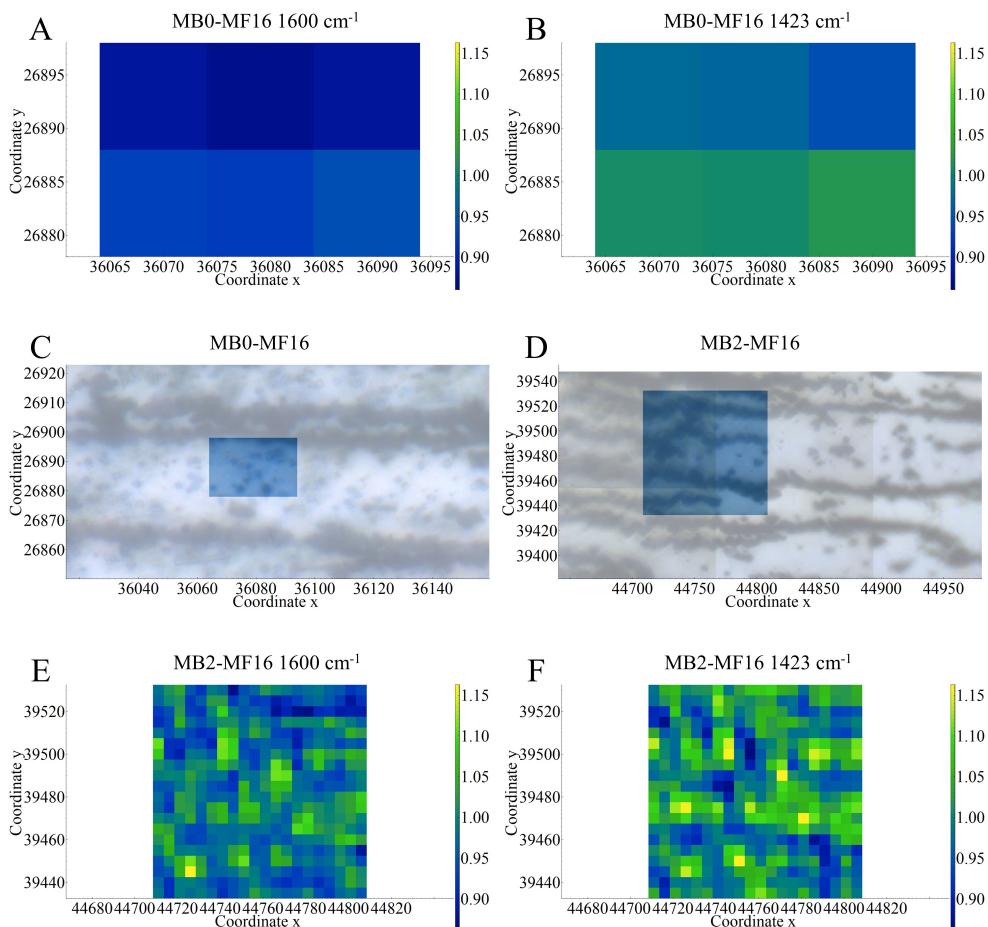 A
MB0-MF16 1600 cm⁻¹
Coordinate y
26895
26890
26885
26880
36065 36070 36075 36080 36085 36090 36095
Coordinate x
1.15
1.10
1.05
1.00
0.95
0.90
B
MB0-MF16 1423 cm⁻¹
Coordinate y
26895
26890
26885
26880
36065 36070 36075 36080 36085 36090 36095
Coordinate x
1.15
1.10
1.05
1.00
0.95
0.90
C
MB0-MF16
Coordinate y
26920
26910
26900
26890
26880
26870
26860
36040 36060 36080 36100 36120 36140
Coordinate x
D
MB2-MF16
Coordinate y
39540
39520
39500
39480
39460
39440
39420
39400
44700 44750 44800 44850 44900 44950
Coordinate x
E
MB2-MF16 1600 cm⁻¹
Coordinate y
39520
39500
39480
39460
39440
44680 44700 44720 44740 44760 44780 44800 44820
Coordinate x
1.15
1.10
1.05
1.00
0.95
0.90
F
MB2-MF16 1423 cm⁻¹
Coordinate y
39520
39500
39480
39460
39440
44680 44700 44720 44740 44760 44780 44800 44820
Coordinate x
1.15
1.10
1.05
1.00
0.95
0.90